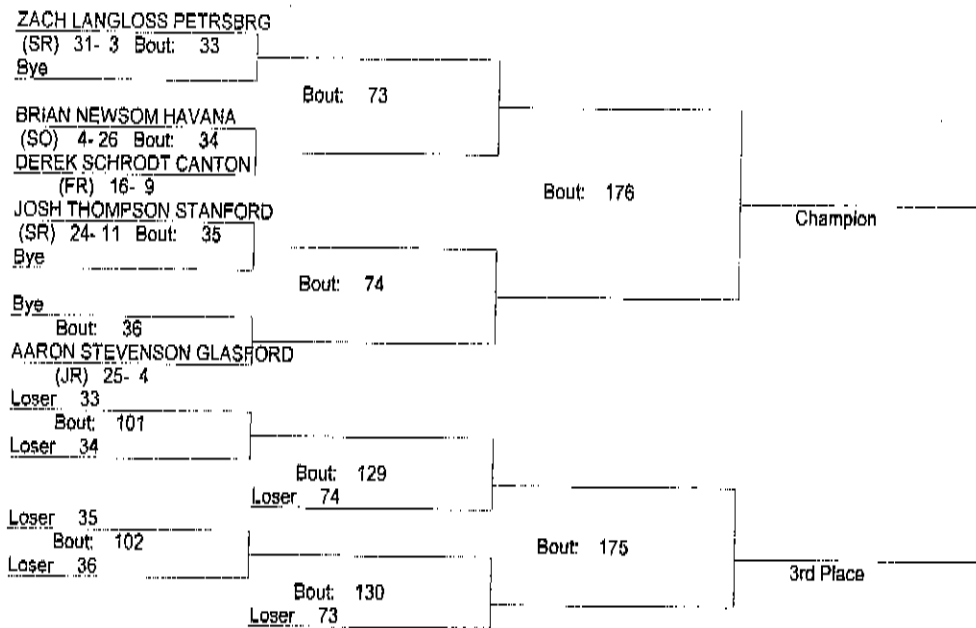 ZACH LANGLOSS PETRSBRG
(SR) 31- 3 Bout: 33
Bye
Bout: 73
BRIAN NEWSOM HAVANA
(SO) 4- 26 Bout: 34
DEREK SCHRODT CANTON
(FR) 16- 9
Bout: 176
JOSH THOMPSON STANFORD
Champion
(SR) 24- 11 Bout: 35
Bye
Bout: 74
Bye
Bout: 36
AARON STEVENSON GLASFORD
(JR) 25- 4
Loser 33
Bout: 101
Loser 34
Bout: 129
Loser 74
Loser 35
Bout: 102
Bout: 175
Loser 36
3rd Place
Bout: 130
Loser 73